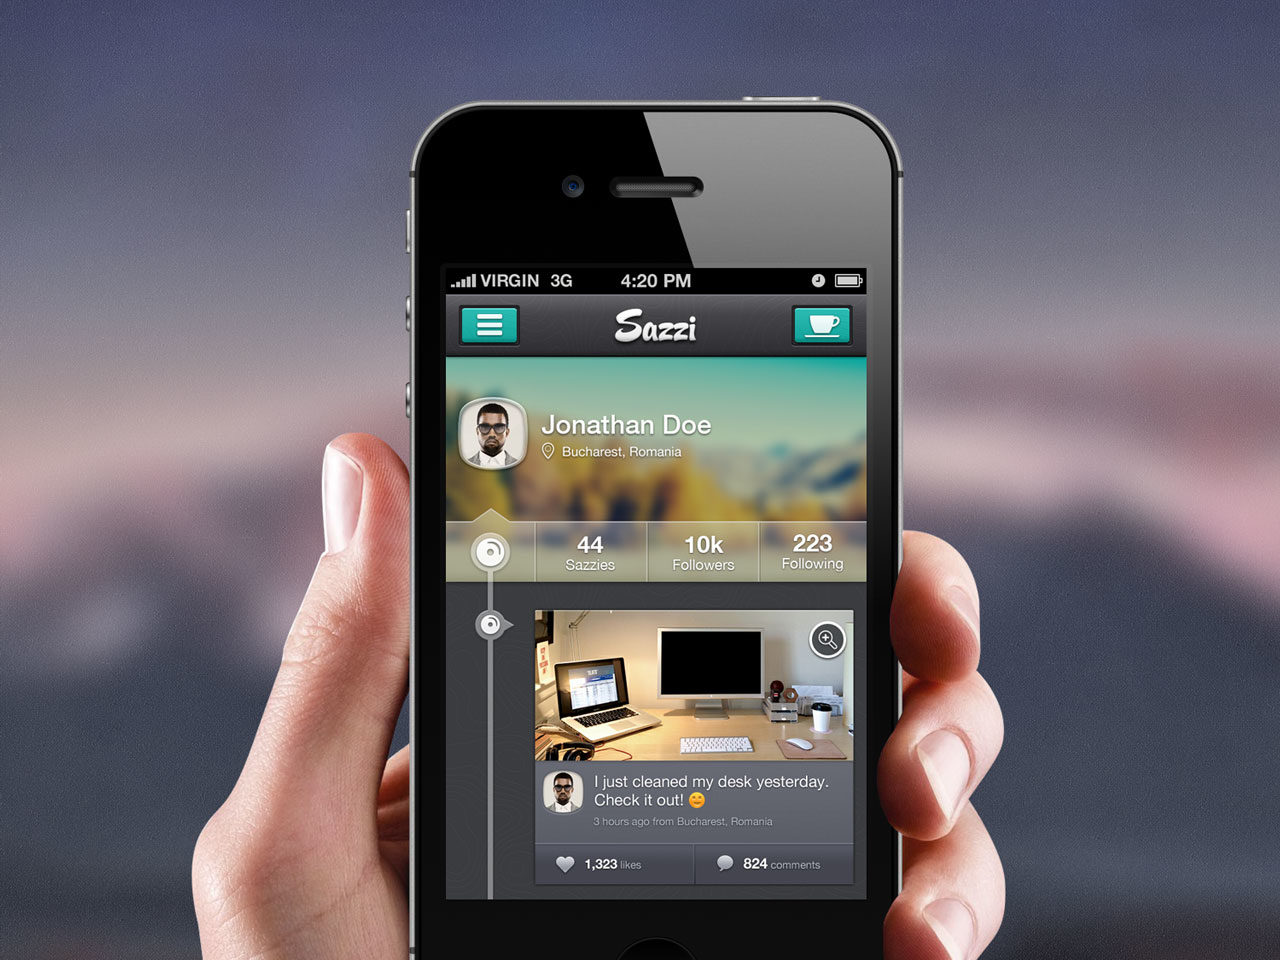 VIRGIN 3G 4:20 PM
Sazzi
Jonathan Doe
Bucharest, Romania
44 10k 223
Sazzies Followers Following
I just cleaned my desk yesterday.
Check it out! 😊
3 hours ago from Bucharest, Romania
1,323 likes 824 comments